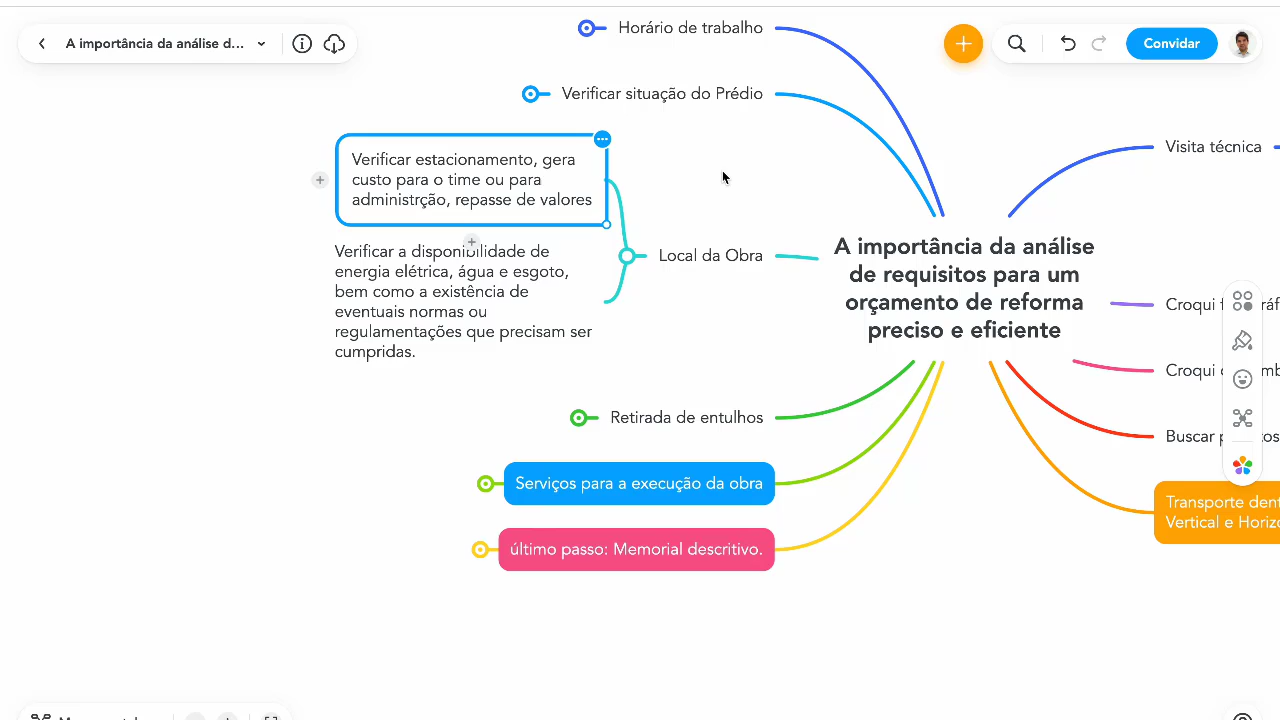 A importância da análise d...
Convidar
Horário de trabalho
Verificar situação do Prédio
Verificar estacionamento, gera
custo para o time ou para
administrção, repasse de valores
Verificar a disponibilidade de
energia elétrica, água e esgoto,
bem como a existência de
eventuais normas ou
regulamentações que precisam ser
cumpridas.
Local da Obra
Retirada de entulhos
Serviços para a execução da obra
último passo: Memorial descritivo.
A importância da análise
de requisitos para um
orçamento de reforma
preciso e eficiente
Visita técnica
Croqui
Croqui
Buscar
Transporte
Vertical e